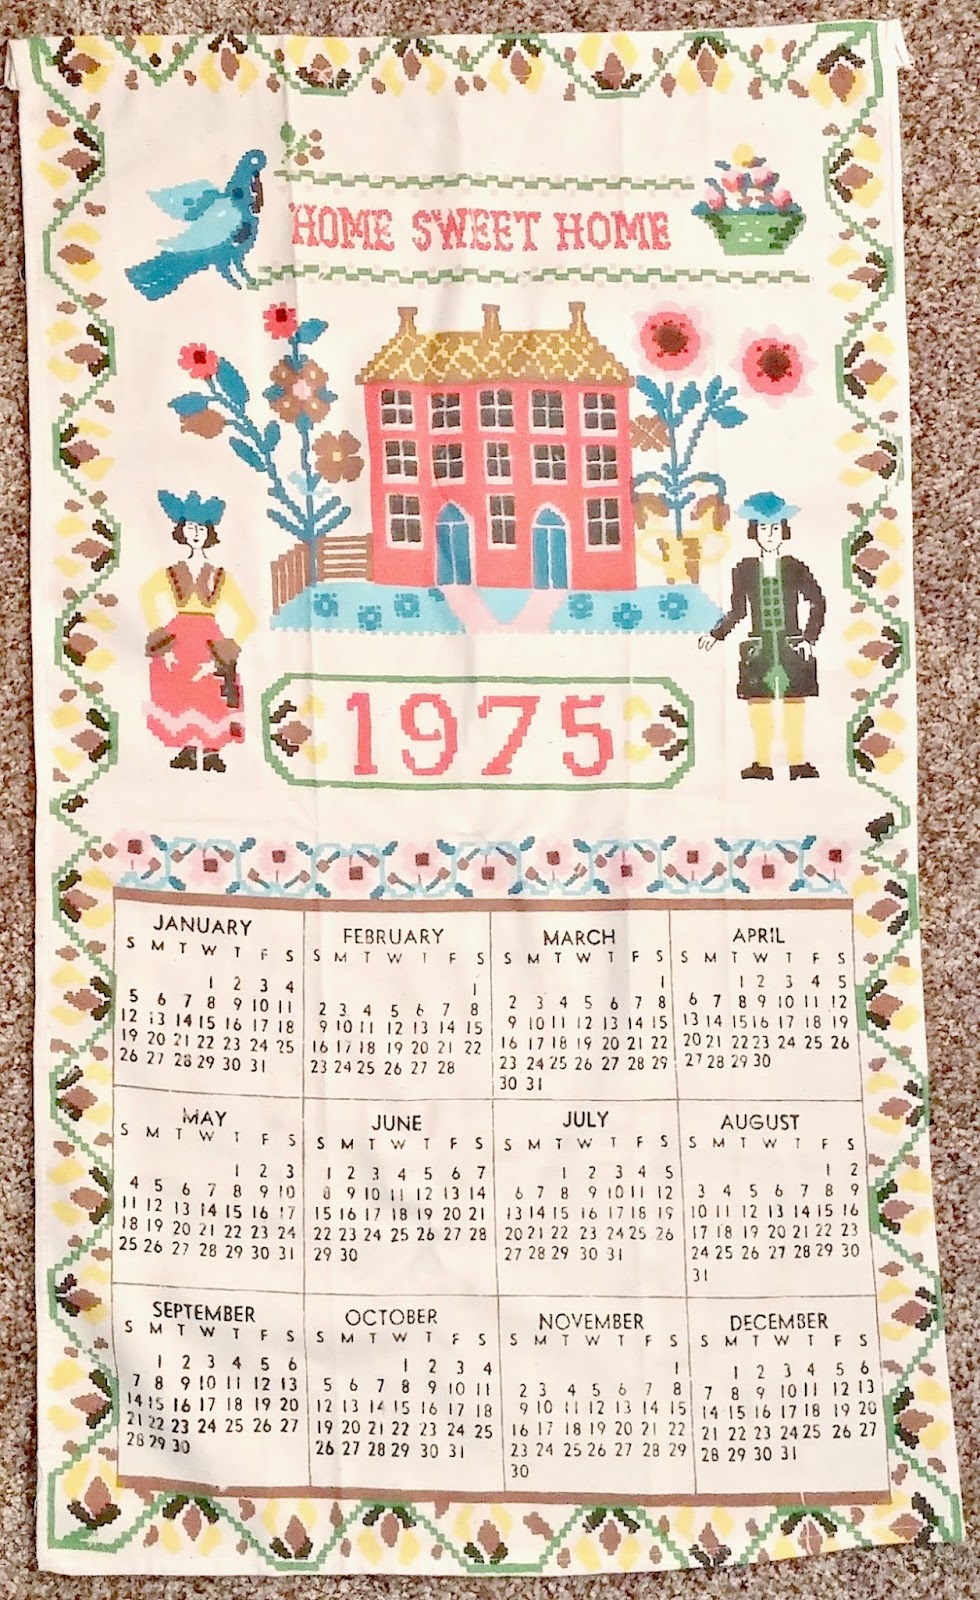 HOME SWEET HOME
1975
JANUARY
S M T W T F S
1 2 3 4
5 6 7 8 9 10 11
12 13 14 15 16 17 18
19 20 21 22 23 24 25
26 27 28 29 30 31
FEBRUARY
S M T W T F S
1
2 3 4 5 6 7 8
9 10 11 12 13 14 15
16 17 18 19 20 21 22
23 24 25 26 27 28
MARCH
S M T W T F S
1
2 3 4 5 6 7 8
9 10 11 12 13 14 15
16 17 18 19 20 21 22
23 24 25 26 27 28 29
30 31
APRIL
S M T W T F S
1 2 3 4 5
6 7 8 9 10 11 12
13 14 15 16 17 18 19
20 21 22 23 24 25 26
27 28 29 30
MAY
S M T W T F S
1 2 3
4 5 6 7 8 9 10
11 12 13 14 15 16 17
18 19 20 21 22 23 24
25 26 27 28 29 30 31
JUNE
S M T W T F S
1 2 3 4 5 6 7
8 9 10 11 12 13 14
15 16 17 18 19 20 21
22 23 24 25 26 27 28
29 30
JULY
S M T W T F S
1 2 3 4 5
6 7 8 9 10 11 12
13 14 15 16 17 18 19
20 21 22 23 24 25 26
27 28 29 30 31
AUGUST
S M T W T F S
1 2
3 4 5 6 7 8 9
10 11 12 13 14 15 16
17 18 19 20 21 22 23
24 25 26 27 28 29 30
31
SEPTEMBER
S M T W T F S
1 2 3 4 5 6
7 8 9 10 11 12 13
14 15 16 17 18 19 20
21 22 23 24 25 26 27
28 29 30
OCTOBER
S M T W T F S
1 2 3 4
5 6 7 8 9 10 11
12 13 14 15 16 17 18
19 20 21 22 23 24 25
26 27 28 29 30 31
NOVEMBER
S M T W T F S
1
2 3 4 5 6 7 8
9 10 11 12 13 14 15
16 17 18 19 20 21 22
23 24 25 26 27 28 29
30
DECEMBER
S M T W T F S
1 2 3 4 5 6
7 8 9 10 11 12 13
14 15 16 17 18 19 20
21 22 23 24 25 26 27
28 29 30 31